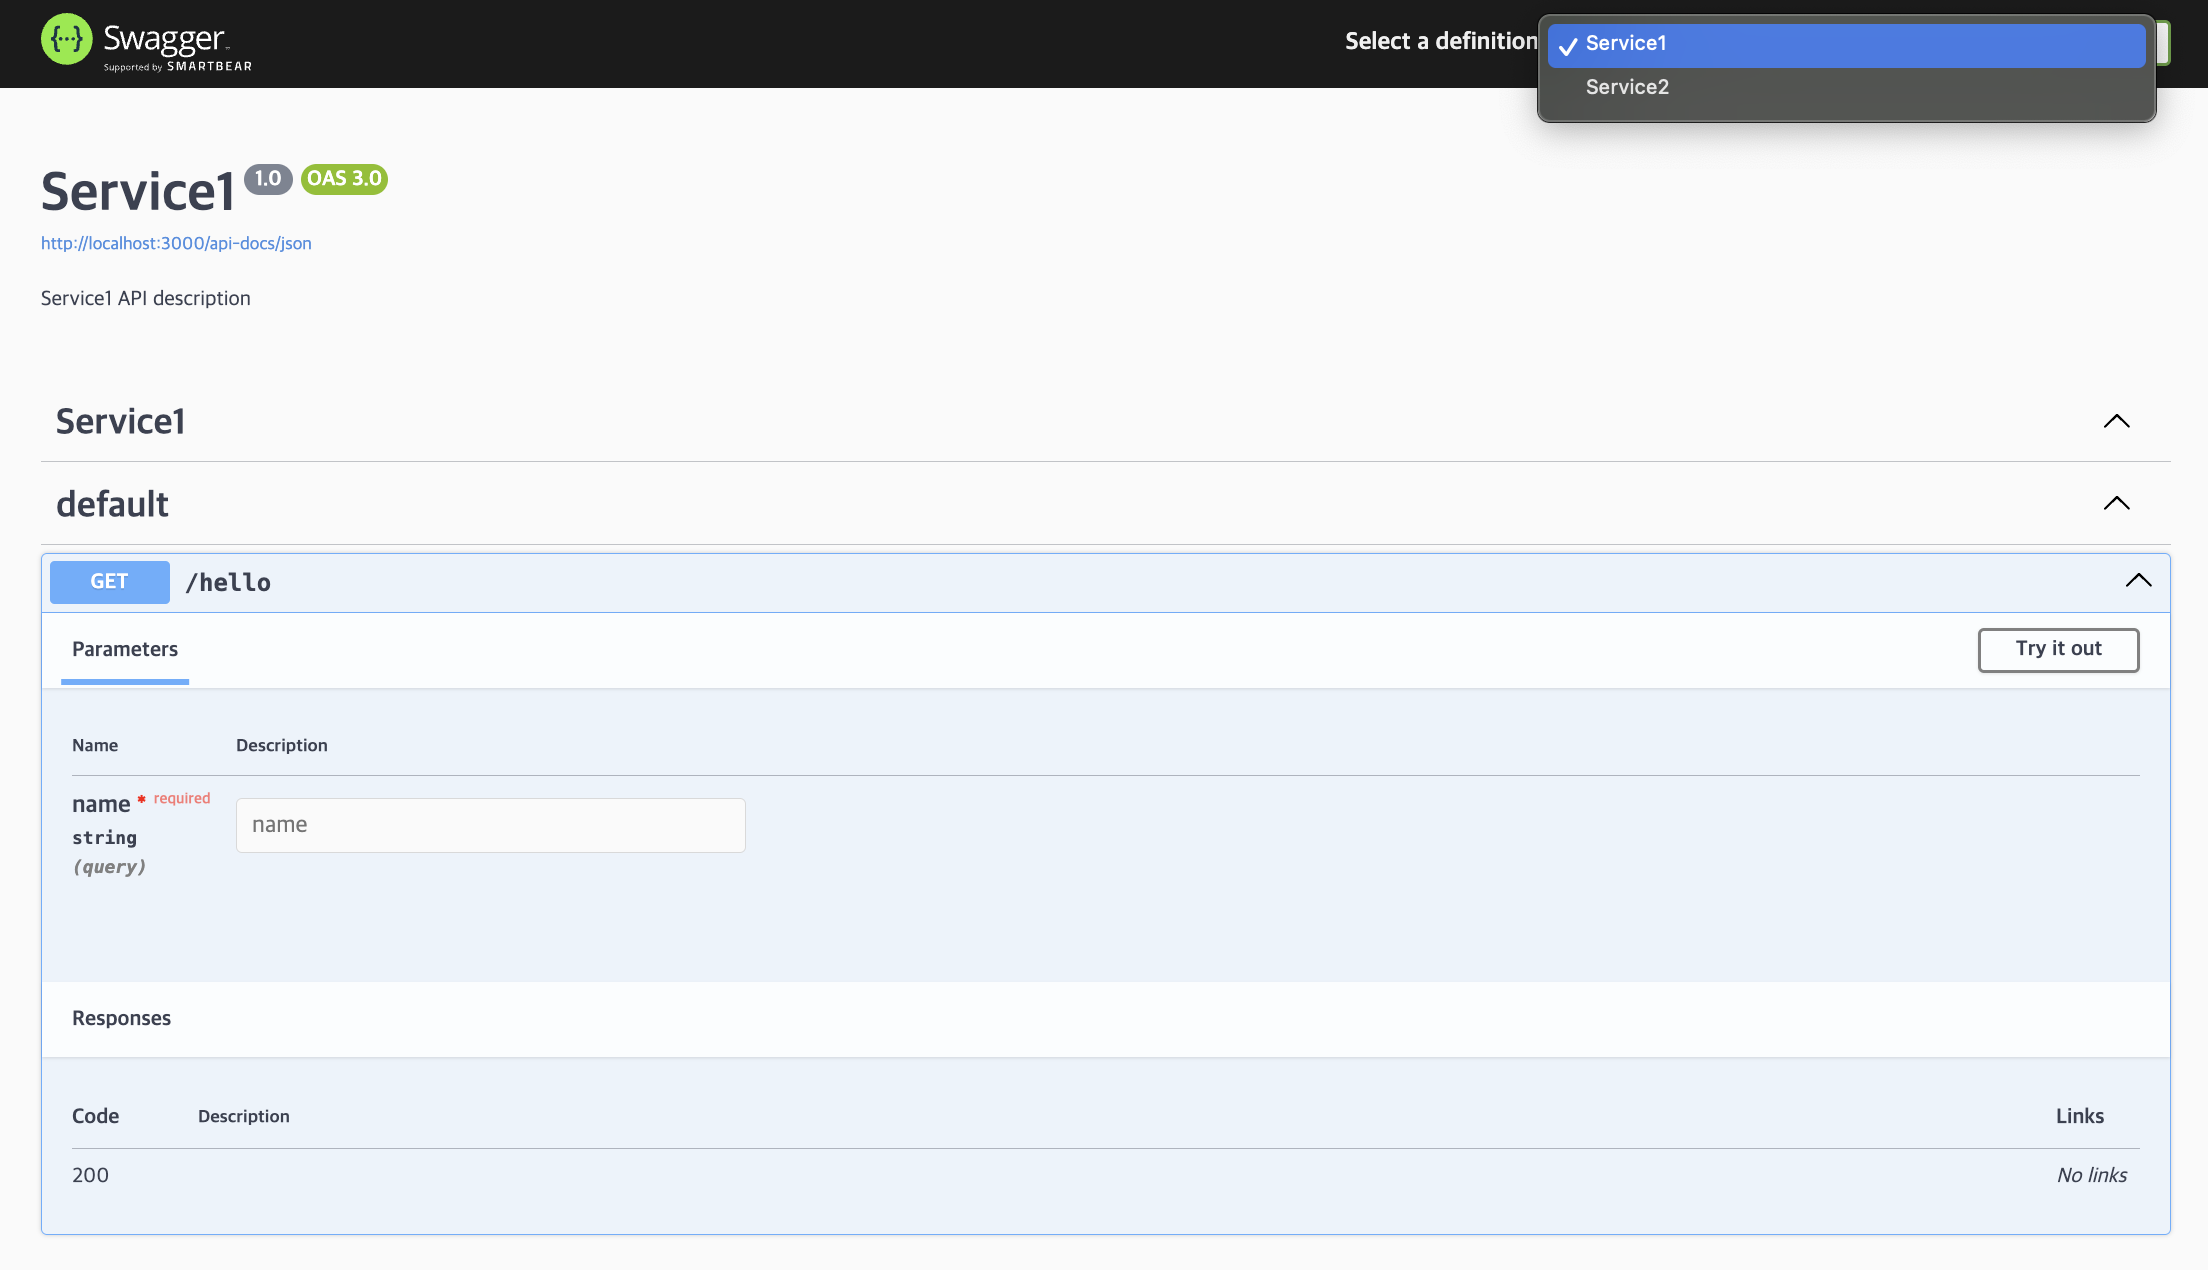 Swagger
Supported by SMARTBEAR
Select a definition
Service1
Service2
Service1 1.0 OAS 3.0
http://localhost:3000/api-docs/json
Service1 API description
Service1
default
GET /hello
Parameters
Try it out
Name Description
name * required
string
(query)
name
Responses
Code Description Links
200 No links